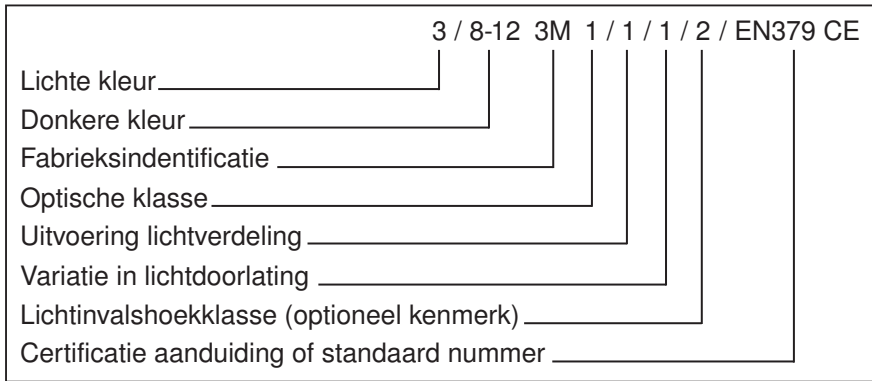 3 / 8-12 3M 1 / 1 / 1 / 2 / EN379 CE
Lichte kleur
Donkere kleur
Fabrieksindentificatie
Optische klasse
Uitvoering lichtverdeling
Variatie in lichtdoorlating
Lichtinvalshoekklasse (optioneel kenmerk)
Certificatie aanduiding of standaard nummer